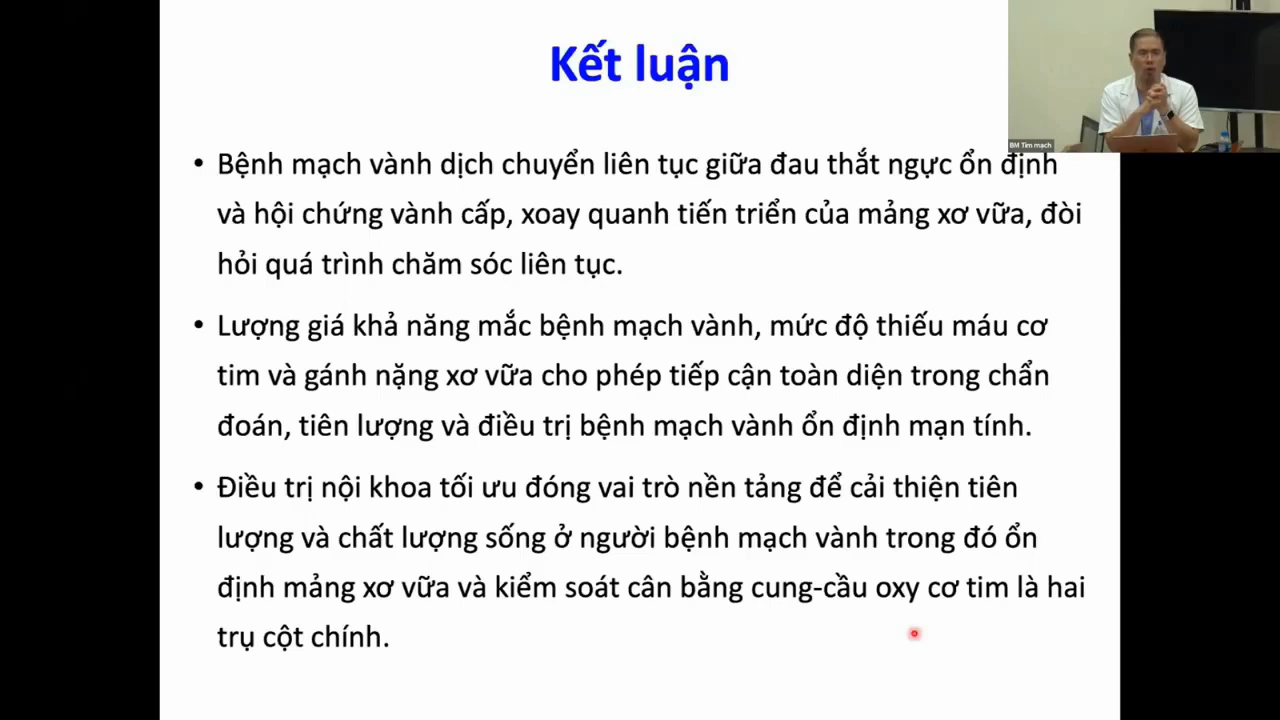 Kết luận
BM Tim mạch
• Bệnh mạch vành dịch chuyển liên tục giữa đau thắt ngực ổn định
và hội chứng vành cấp, xoay quanh tiến triển của mảng xơ vữa, đòi
hỏi quá trình chăm sóc liên tục.
• Lượng giá khả năng mắc bệnh mạch vành, mức độ thiếu máu cơ
tim và gánh nặng xơ vữa cho phép tiếp cận toàn diện trong chẩn
đoán, tiên lượng và điều trị bệnh mạch vành ổn định mạn tính.
• Điều trị nội khoa tối ưu đóng vai trò nền tảng để cải thiện tiên
lượng và chất lượng sống ở người bệnh mạch vành trong đó ổn
định mảng xơ vữa và kiểm soát cân bằng cung-cầu oxy cơ tim là hai
trụ cột chính.